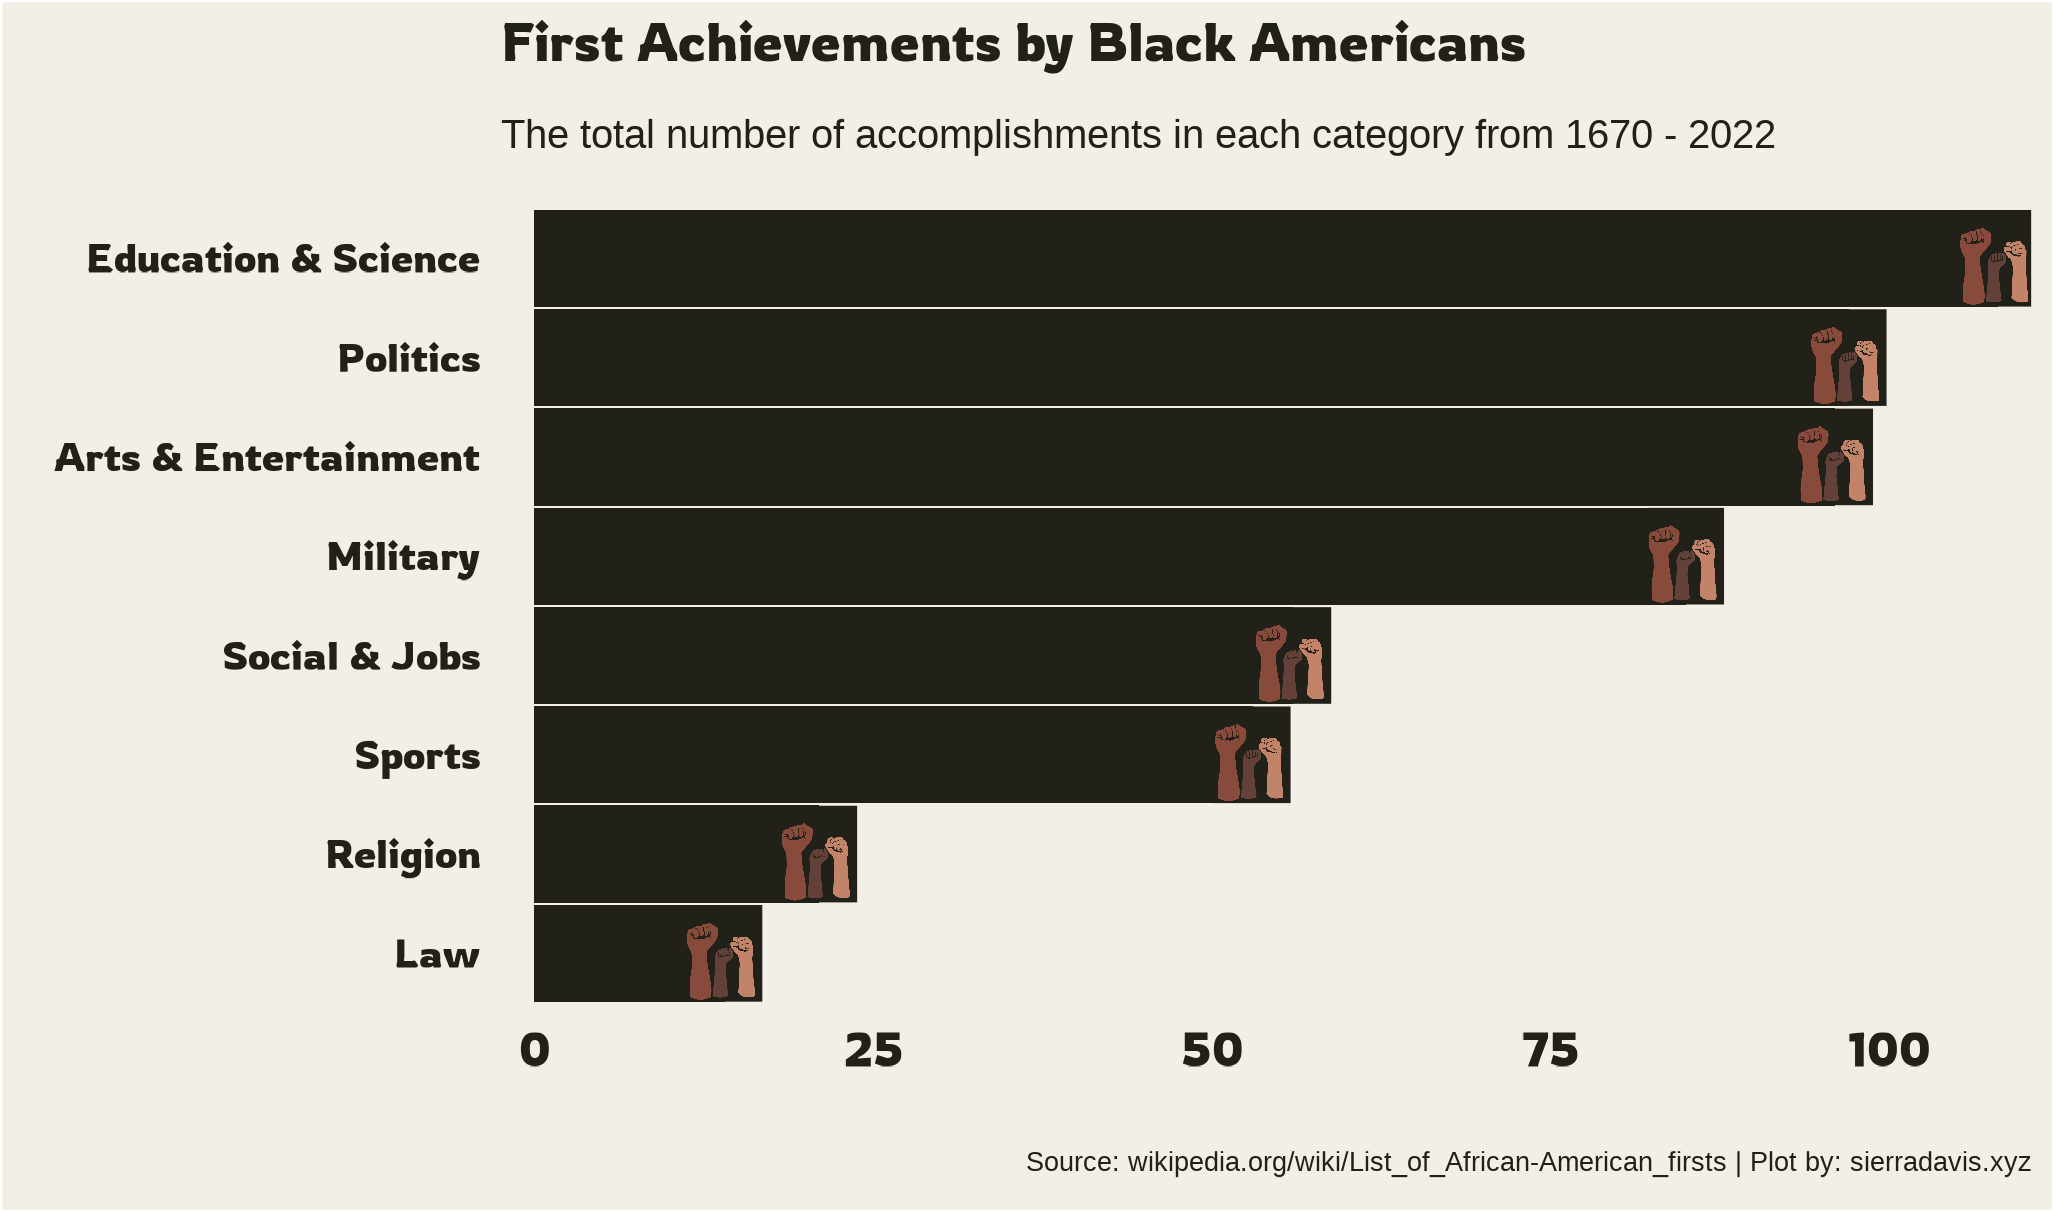 First Achievements by Black Americans
The total number of accomplishments in each category from 1670 - 2022
Education & Science
Politics
Arts & Entertainment
Military
Social & Jobs
Sports
Religion
Law
0 25 50 75 100
Source: wikipedia.org/wiki/List_of_African-American_firsts | Plot by: sierradavis.xyz